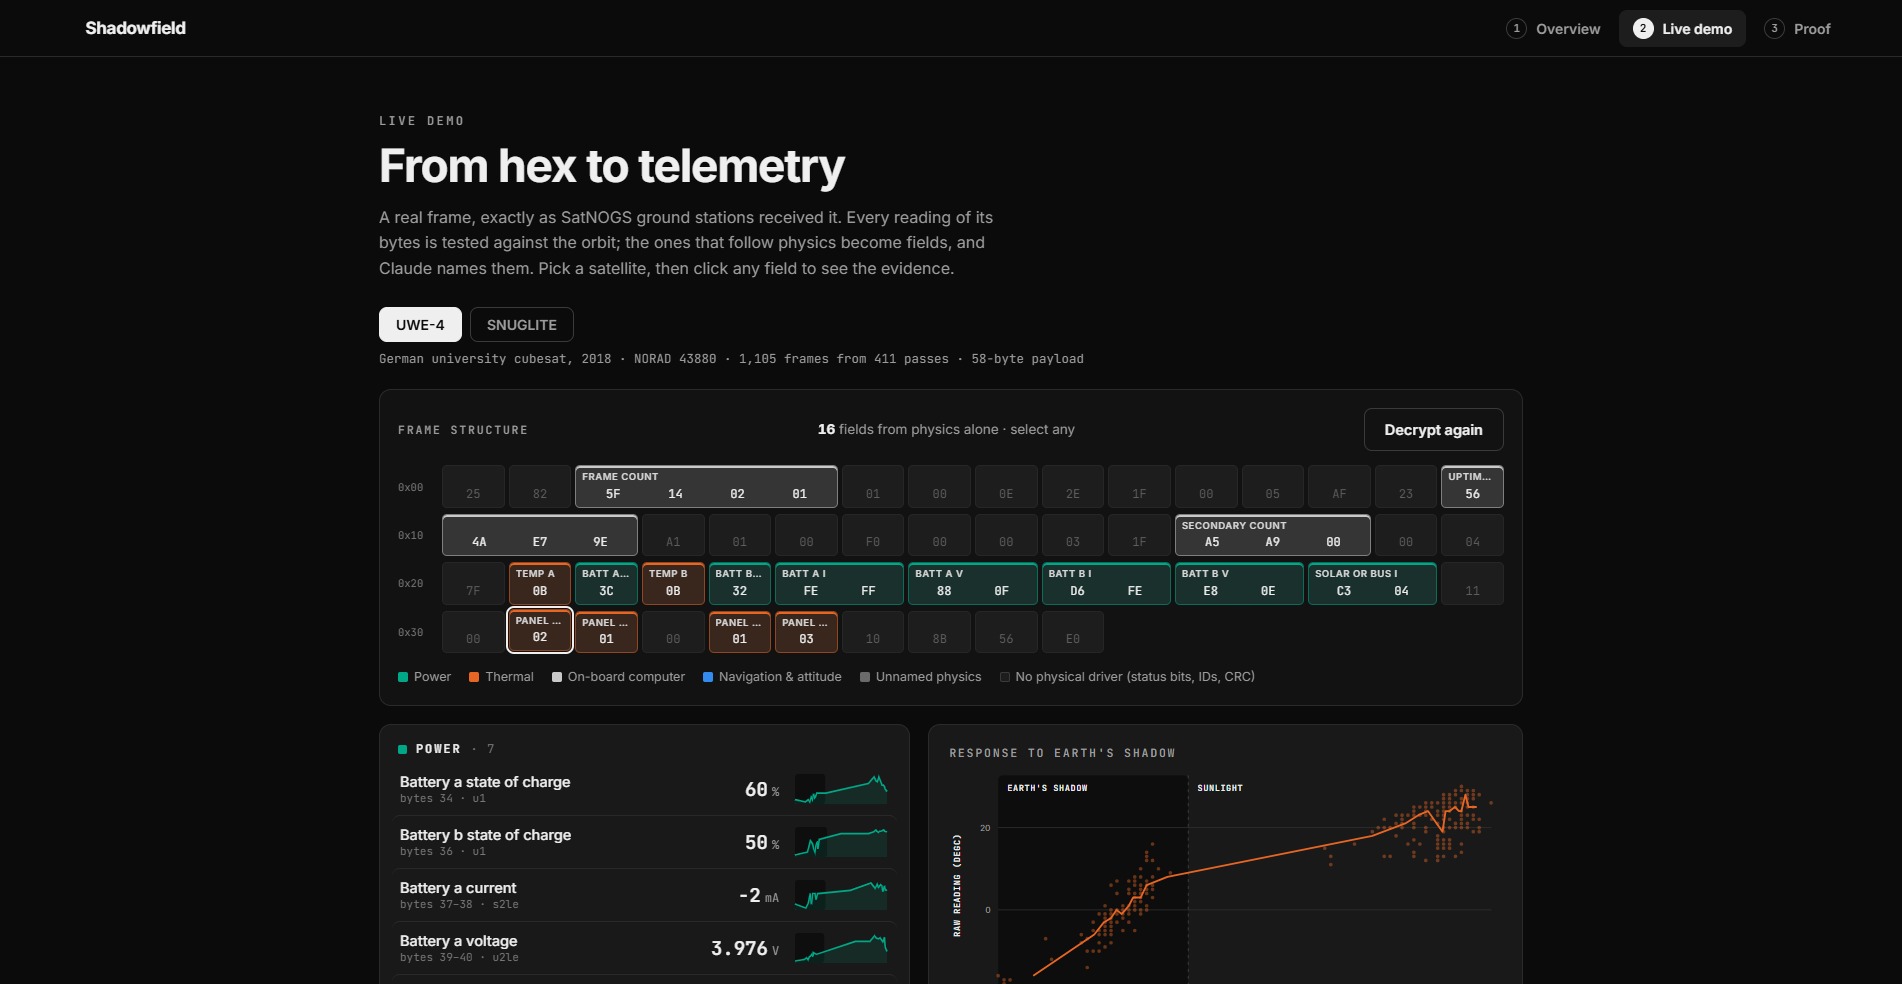 Shadowfield
1 Overview
2 Live demo
3 Proof
LIVE DEMO
From hex to telemetry
A real frame, exactly as SatNOGS ground stations received it. Every reading of its
bytes is tested against the orbit; the ones that follow physics become fields, and
Claude names them. Pick a satellite, then click any field to see the evidence.
UWE-4
SNUGLITE
German university cubesat, 2018 · NORAD 43880 · 1,105 frames from 411 passes · 58-byte payload
FRAME STRUCTURE
16 fields from physics alone · select any
Decrypt again
FRAME COUNT
UPTIM...
0x00 25 82 5F 14 02 01 01 00 0E 2E 1F 00 05 AF 23 56
SECONDARY COUNT
0x10 4A E7 9E A1 01 00 F0 00 00 03 1F A5 A9 00 00 04
TEMP A BATT A... TEMP B BATT B... BATT A I BATT A V BATT B I BATT B V SOLAR OR BUS I
0x20 7F 0B 3C 0B 32 FE FF 88 0F D6 FE E8 0E C3 04 11
PANEL ... PANEL ... PANEL ... PANEL ...
0x30 00 02 01 00 01 03 10 8B 56 E0
Power
Thermal
On-board computer
Navigation & attitude
Unnamed physics
No physical driver (status bits, IDs, CRC)
POWER · 7
Battery a state of charge
bytes 34 · u1
60 %
Battery b state of charge
bytes 36 · u1
50 %
Battery a current
bytes 37–38 · s2le
-2 mA
Battery a voltage
bytes 39–40 · u2le
3.976 V
RESPONSE TO EARTH'S SHADOW
EARTH'S SHADOW
SUNLIGHT
20
0
RAW READING (DEGC)